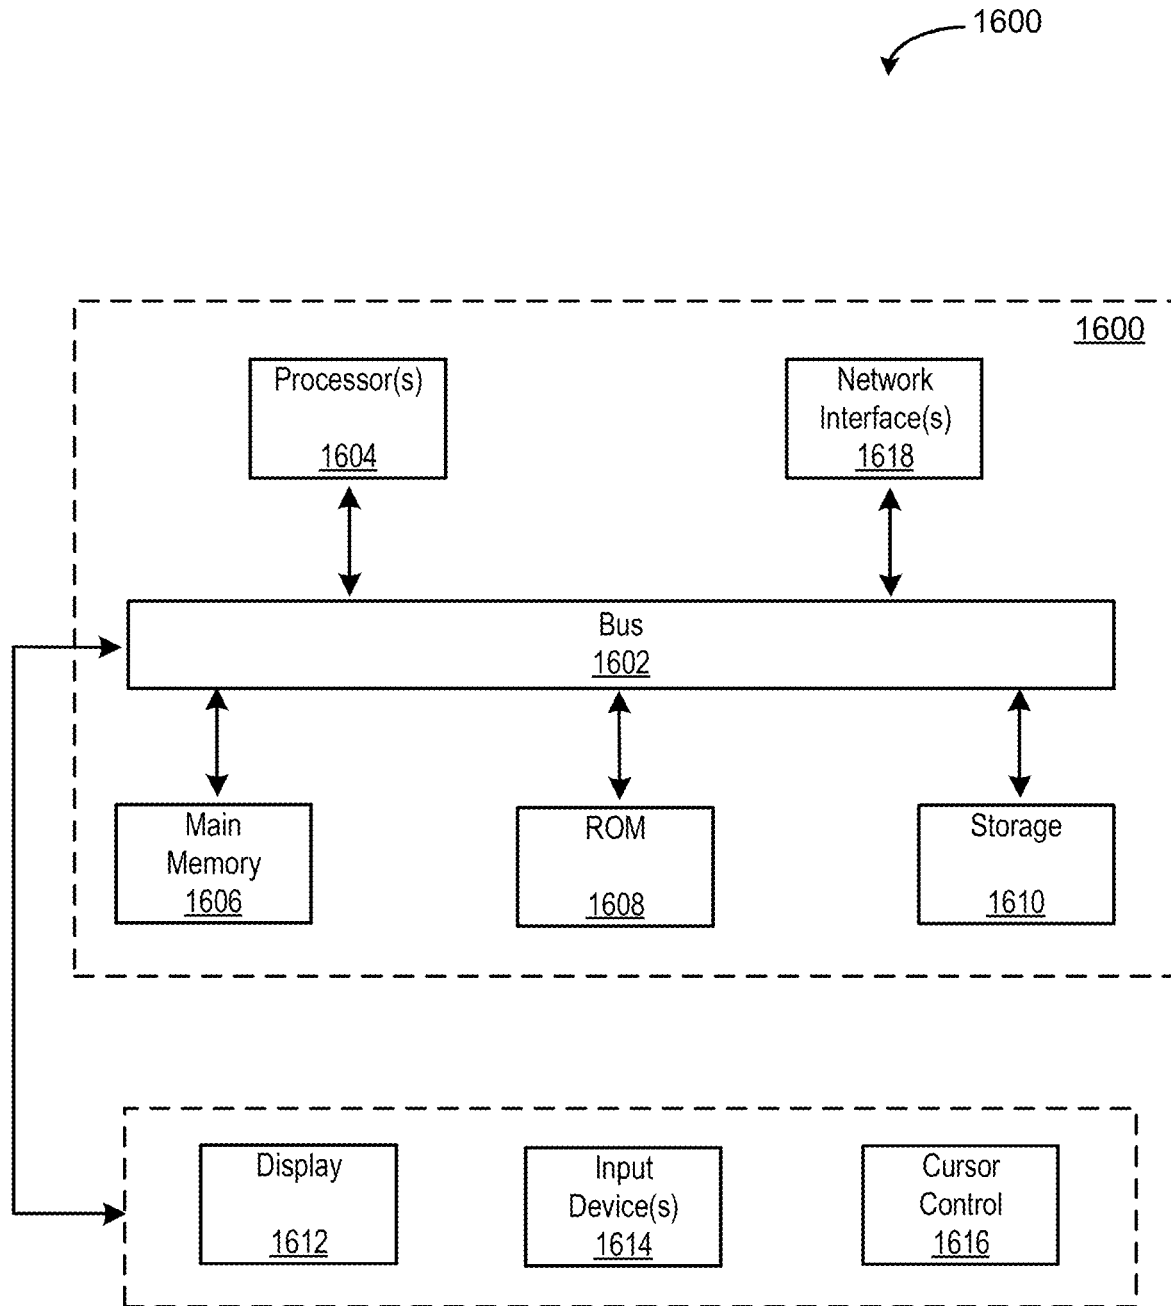 1600
1600
Processor(s)
1604
Network
Interface(s)
1618
Bus
1602
Main
Memory
1606
ROM
1608
Storage
1610
Display
1612
Input
Device(s)
1614
Cursor
Control
1616